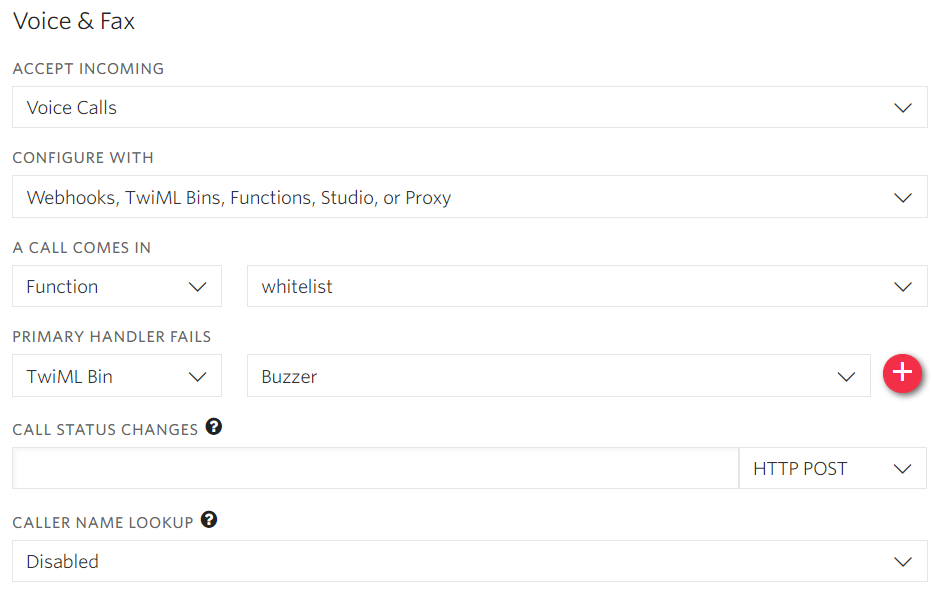 Voice & Fax
ACCEPT INCOMING
Voice Calls
CONFIGURE WITH
Webhooks, TwiML Bins, Functions, Studio, or Proxy
A CALL COMES IN
Function whitelist
PRIMARY HANDLER FAILS
TwiML Bin Buzzer
CALL STATUS CHANGES
HTTP POST
CALLER NAME LOOKUP
Disabled